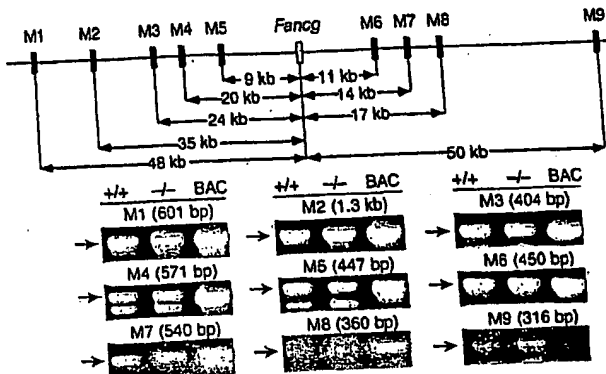 M1 M2 M3 M4 M5 Fancg M6 M7 M8 M9
9 kb 11 kb
20 kb 14 kb
24 kb 17 kb
35 kb
48 kb 50 kb
+/+ –/– BAC +/+ –/– BAC +/+ –/– BAC
M1 (601 bp) M2 (1.3 kb) M3 (404 bp)
M4 (571 bp) M5 (447 bp) M6 (450 bp)
M7 (540 bp) M8 (360 bp) M9 (316 bp)